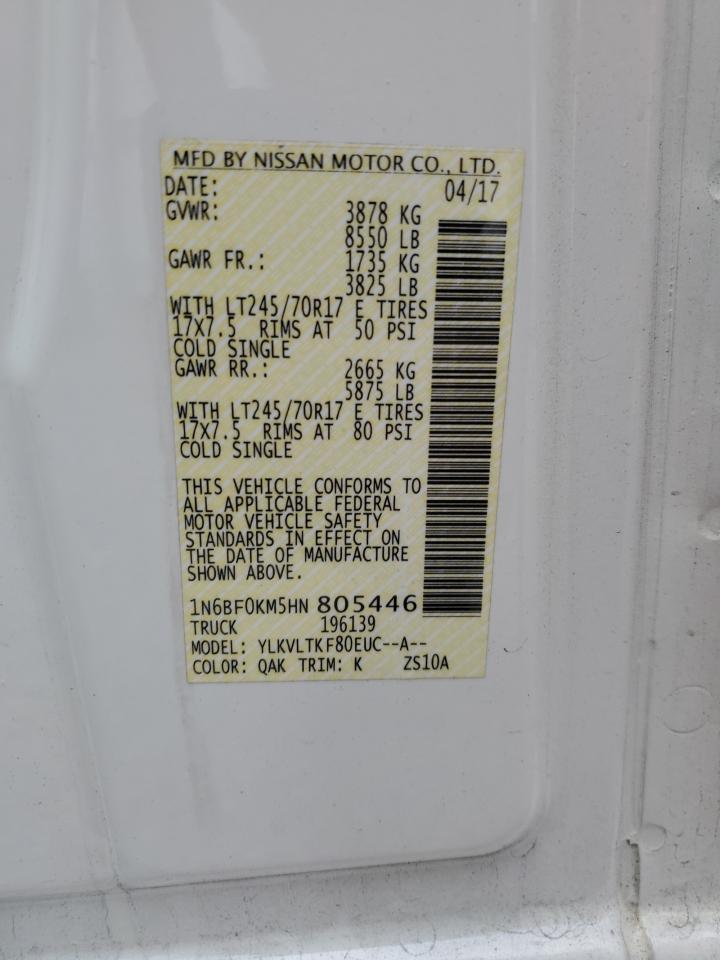 MFD BY NISSAN MOTOR CO., LTD.
DATE: 04/17
GVWR: 3878 KG
8550 LB
GAWR FR.: 1735 KG
3825 LB
WITH LT245/70R17 E TIRES
17X7.5 RIMS AT 50 PSI
COLD SINGLE
GAWR RR.: 2665 KG
5875 LB
WITH LT245/70R17 E TIRES
17X7.5 RIMS AT 80 PSI
COLD SINGLE
THIS VEHICLE CONFORMS TO
ALL APPLICABLE FEDERAL
MOTOR VEHICLE SAFETY
STANDARDS IN EFFECT ON
THE DATE OF MANUFACTURE
SHOWN ABOVE.
1N6BF0KM5HN 805446
TRUCK 196139
MODEL: YLKVLTKF80EUC--A--
COLOR: QAK TRIM: K ZS10A